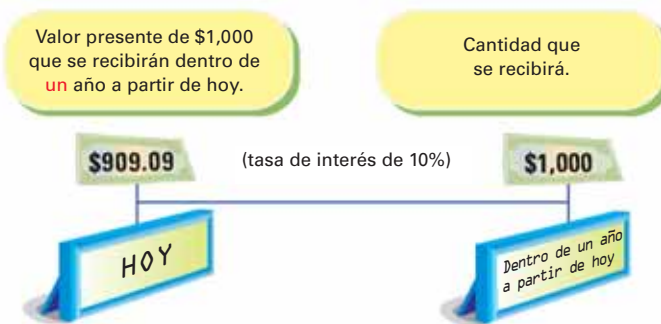 Valor presente de $1,000
que se recibirán dentro de
un año a partir de hoy.
Cantidad que
se recibirá.
$909.09
(tasa de interés de 10%)
$1,000
HOY
Dentro de un año
a partir de hoy